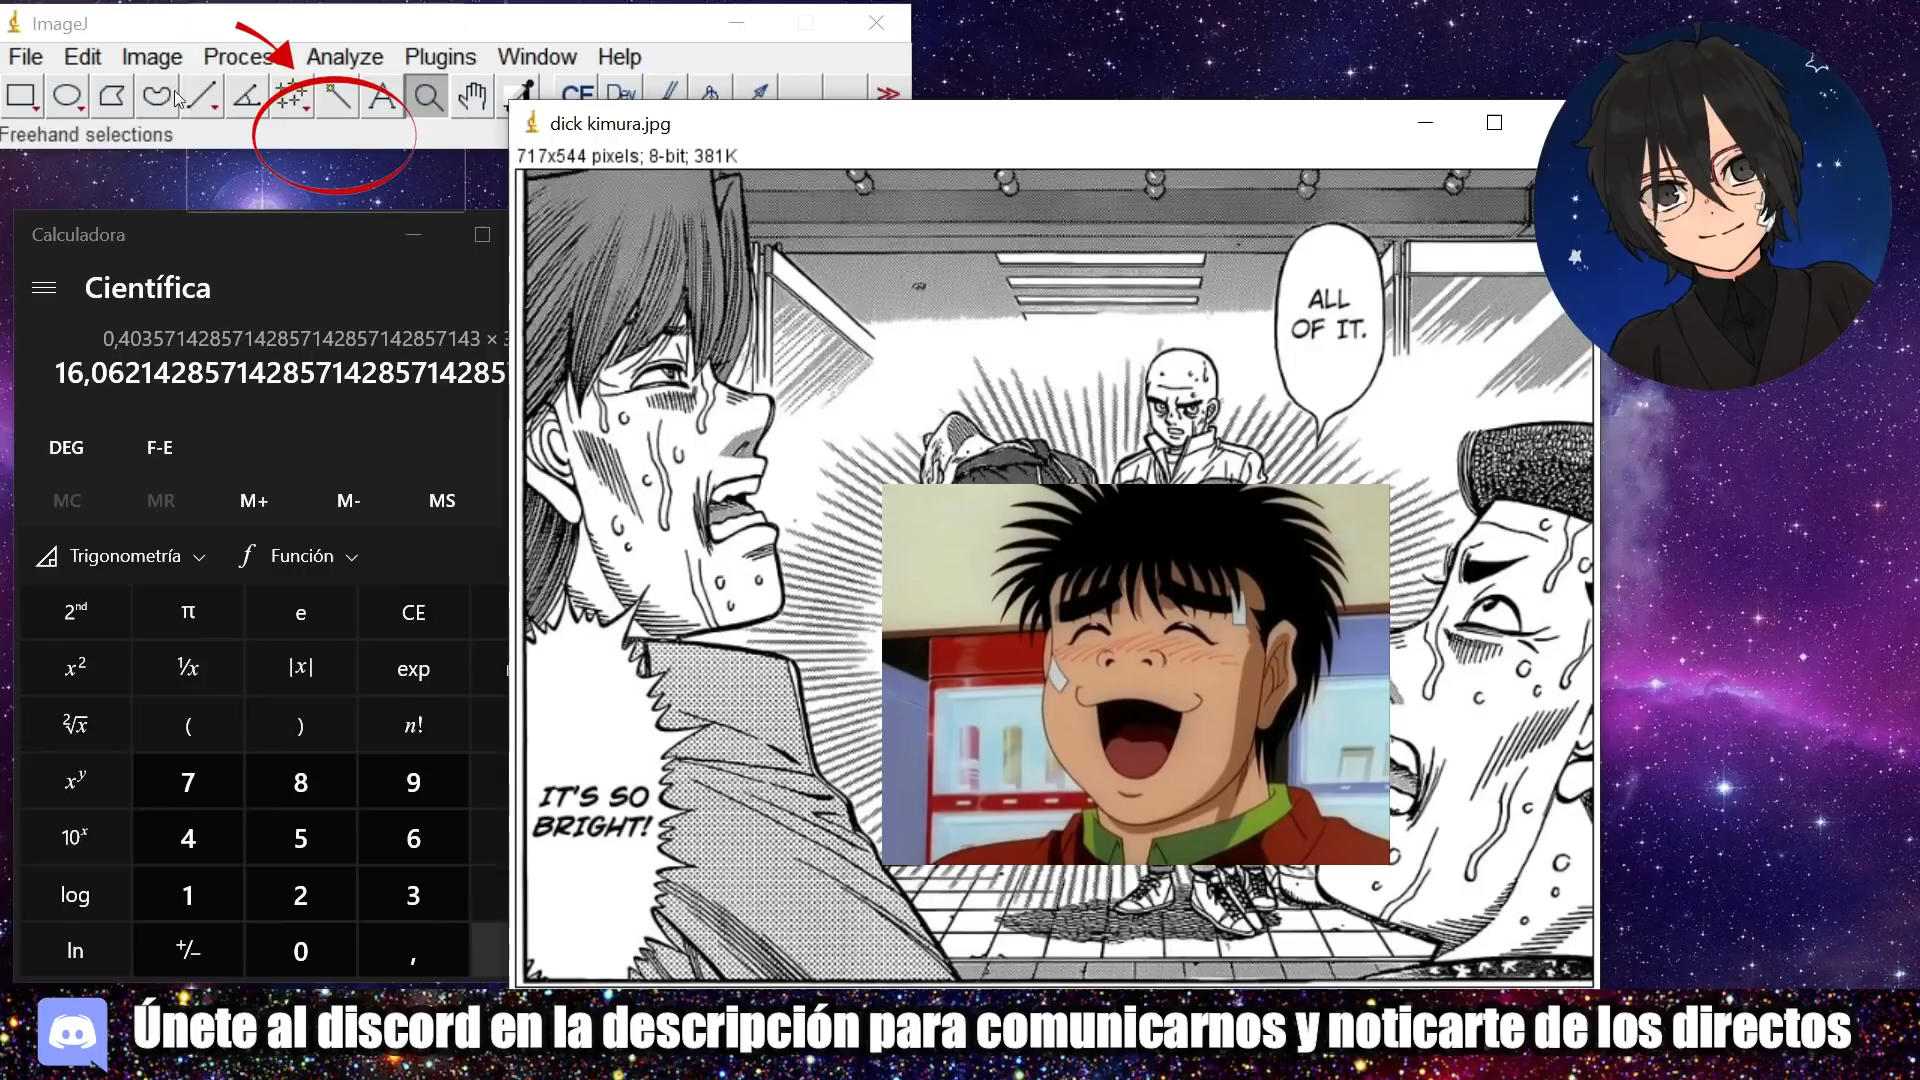 ImageJ
File Edit Image Process Analyze Plugins Window Help
CE Dev
Freehand selections
dick kimura.jpg
717x544 pixels; 8-bit; 381K
Calculadora
Científica
0,40357142857142857142857142857143 ×
16,06214285714285714285714285
DEG F-E
MC MR M+ M- MS
Trigonometría Función
2nd π e CE
x2 1/x |x| exp
2√x ( ) n!
xy 7 8 9
10x 4 5 6
log 1 2 3
ln +/- 0 ,
ALL
OF IT.
IT'S SO
BRIGHT!
Únete al discord en la descripción para comunicarnos y noticarte de los directos